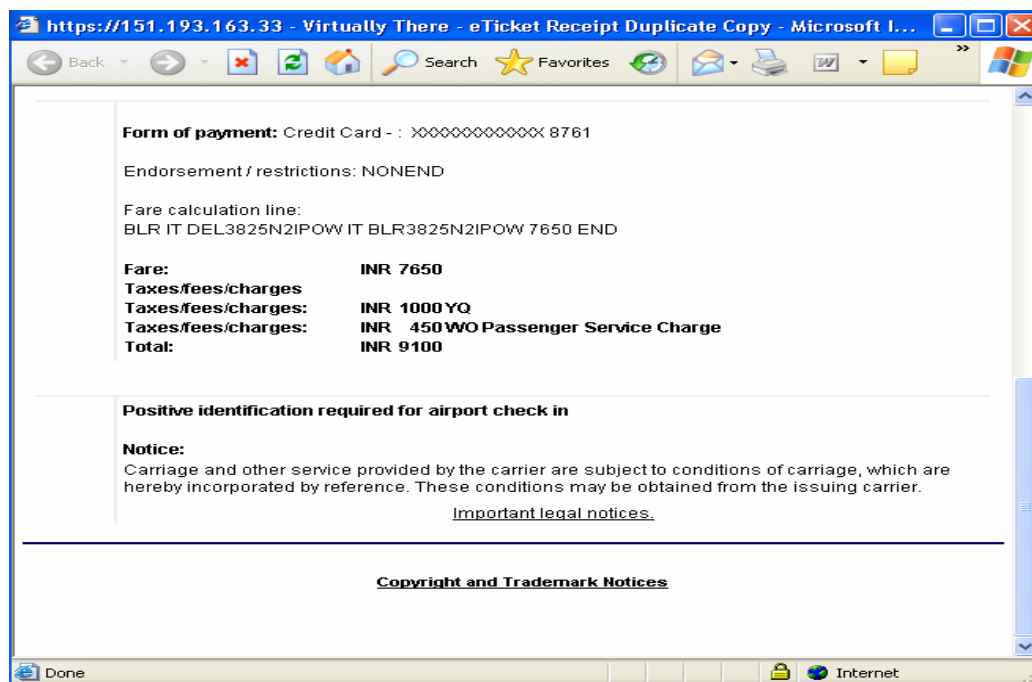 https://151.193.163.33 - Virtually There - eTicket Receipt Duplicate Copy - Microsoft I...
Back Search Favorites »
Form of payment: Credit Card - : XXXXXXXXXXXX 8761
Endorsement / restrictions: NONEND
Fare calculation line:
BLR IT DEL3825N2IPOW IT BLR3825N2IPOW 7650 END
Fare: INR 7650
Taxes/fees/charges
Taxes/fees/charges: INR 1000 YQ
Taxes/fees/charges: INR 450 WO Passenger Service Charge
Total: INR 9100
Positive identification required for airport check in
Notice:
Carriage and other service provided by the carrier are subject to conditions of carriage, which are
hereby incorporated by reference. These conditions may be obtained from the issuing carrier.
Important legal notices.
Copyright and Trademark Notices
Done Internet